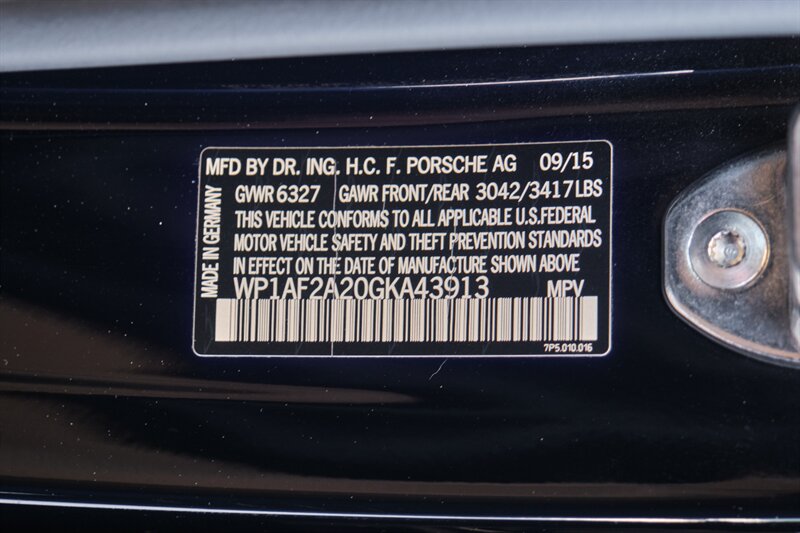 MFD BY DR. ING. H.C. F. PORSCHE AG 09/15
GVWR 6327 GAWR FRONT/REAR 3042/3417LBS
THIS VEHICLE CONFORMS TO ALL APPLICABLE U.S.FEDERAL
MOTOR VEHICLE SAFETY AND THEFT PREVENTION STANDARDS
IN EFFECT ON THE DATE OF MANUFACTURE SHOWN ABOVE
WP1AF2A20GKA43913 MPV
7P5.010.016
MADE IN GERMANY